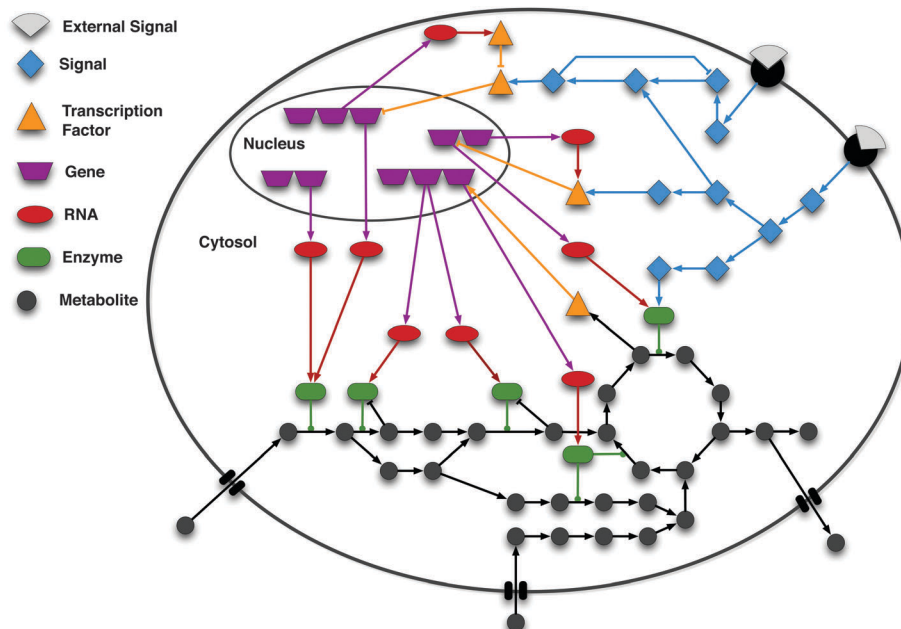 External Signal
Signal
Transcription
Factor
Gene
RNA
Enzyme
Metabolite
Nucleus
Cytosol